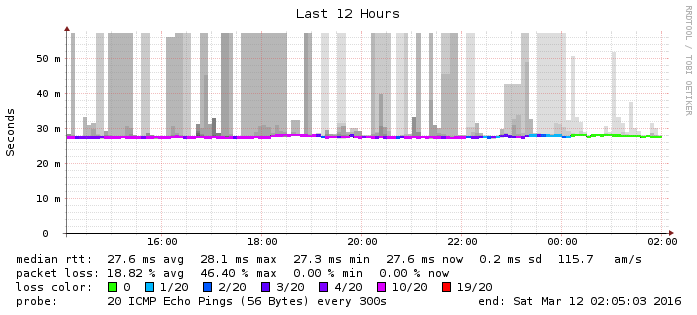 Last 12 Hours
RRDTOOL / TOBI OETIKER
Seconds
50 m
40 m
30 m
20 m
10 m
0
16:00 18:00 20:00 22:00 00:00 02:00
median rtt: 27.6 ms avg 28.1 ms max 27.3 ms min 27.6 ms now 0.2 ms sd 115.7 am/s
packet loss: 18.82 % avg 46.40 % max 0.00 % min 0.00 % now
loss color: 0 1/20 2/20 3/20 4/20 10/20 19/20
probe: 20 ICMP Echo Pings (56 Bytes) every 300s end: Sat Mar 12 02:05:03 2016